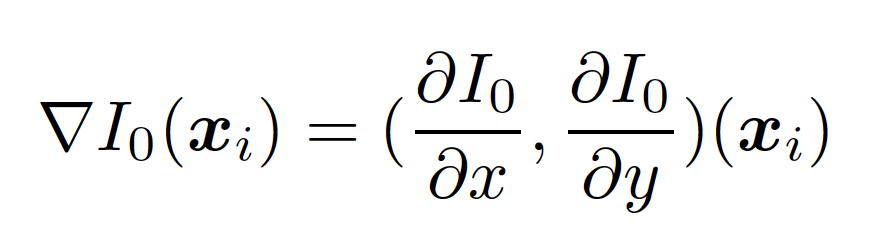 ∇I₀(𝒙ᵢ) = (∂I₀/∂x, ∂I₀/∂y)(𝒙ᵢ)